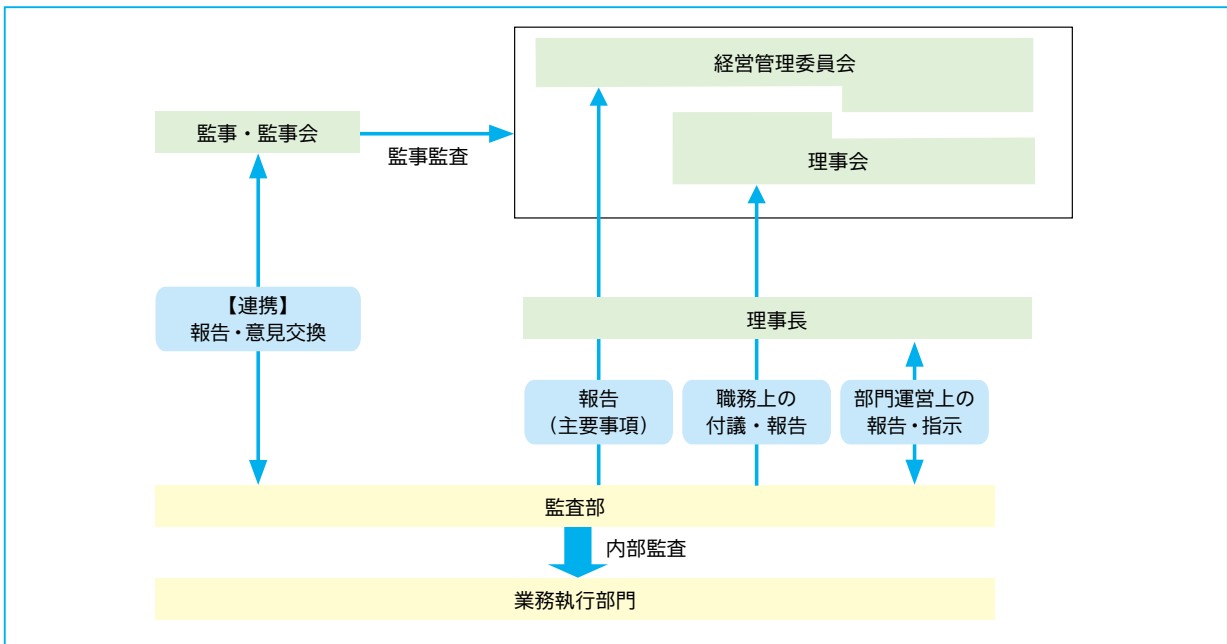 経営管理委員会
監事・監事会
監事監査
理事会
【連携】
報告・意見交換
理事長
報告
（主要事項）
職務上の
付議・報告
部門運営上の
報告・指示
監査部
内部監査
業務執行部門